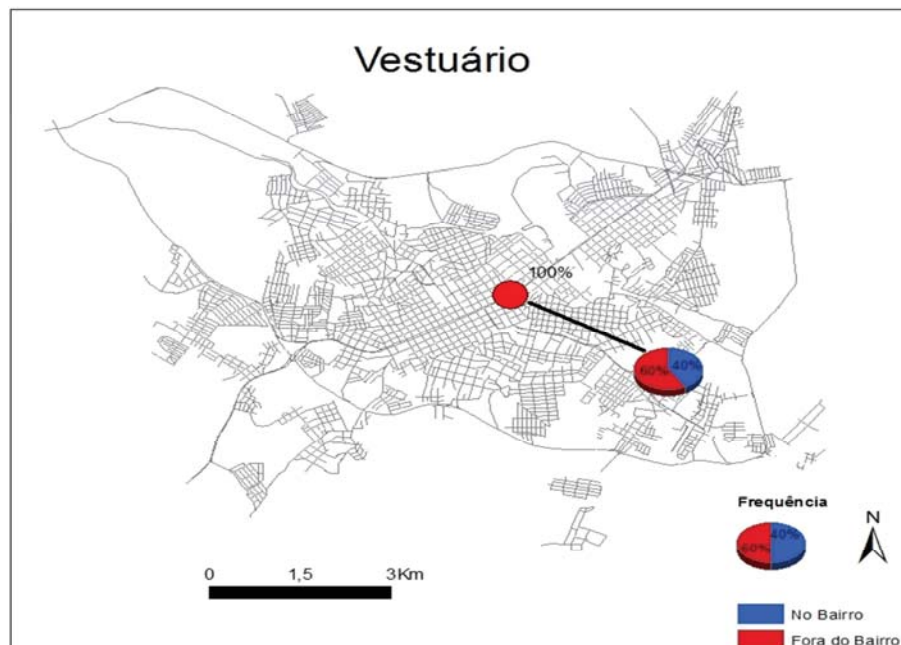 Vestuário
100%
60% 40%
Frequência
N
60% 40%
0 1,5 3Km
No Bairro
Fora do Bairro